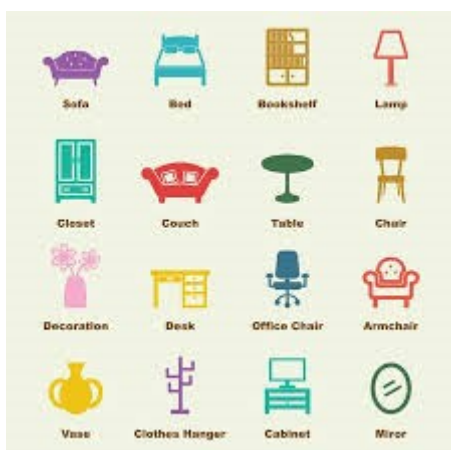 Sofa
Bed
Bookshelf
Lamp
Closet
Couch
Table
Chair
Decoration
Desk
Office Chair
Armchair
Vase
Clothes Hanger
Cabinet
Miror